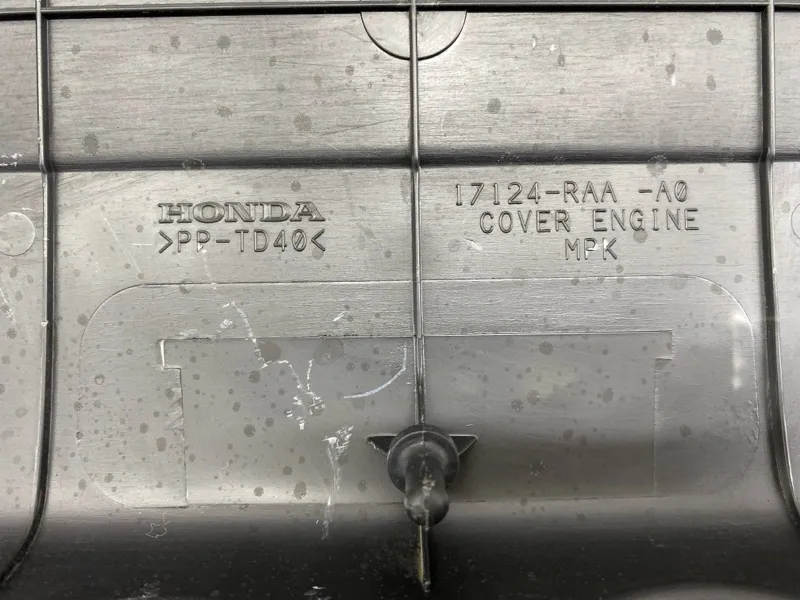 HONDA
>PP-TD40<
17124-RAA -A0
COVER ENGINE
MPK